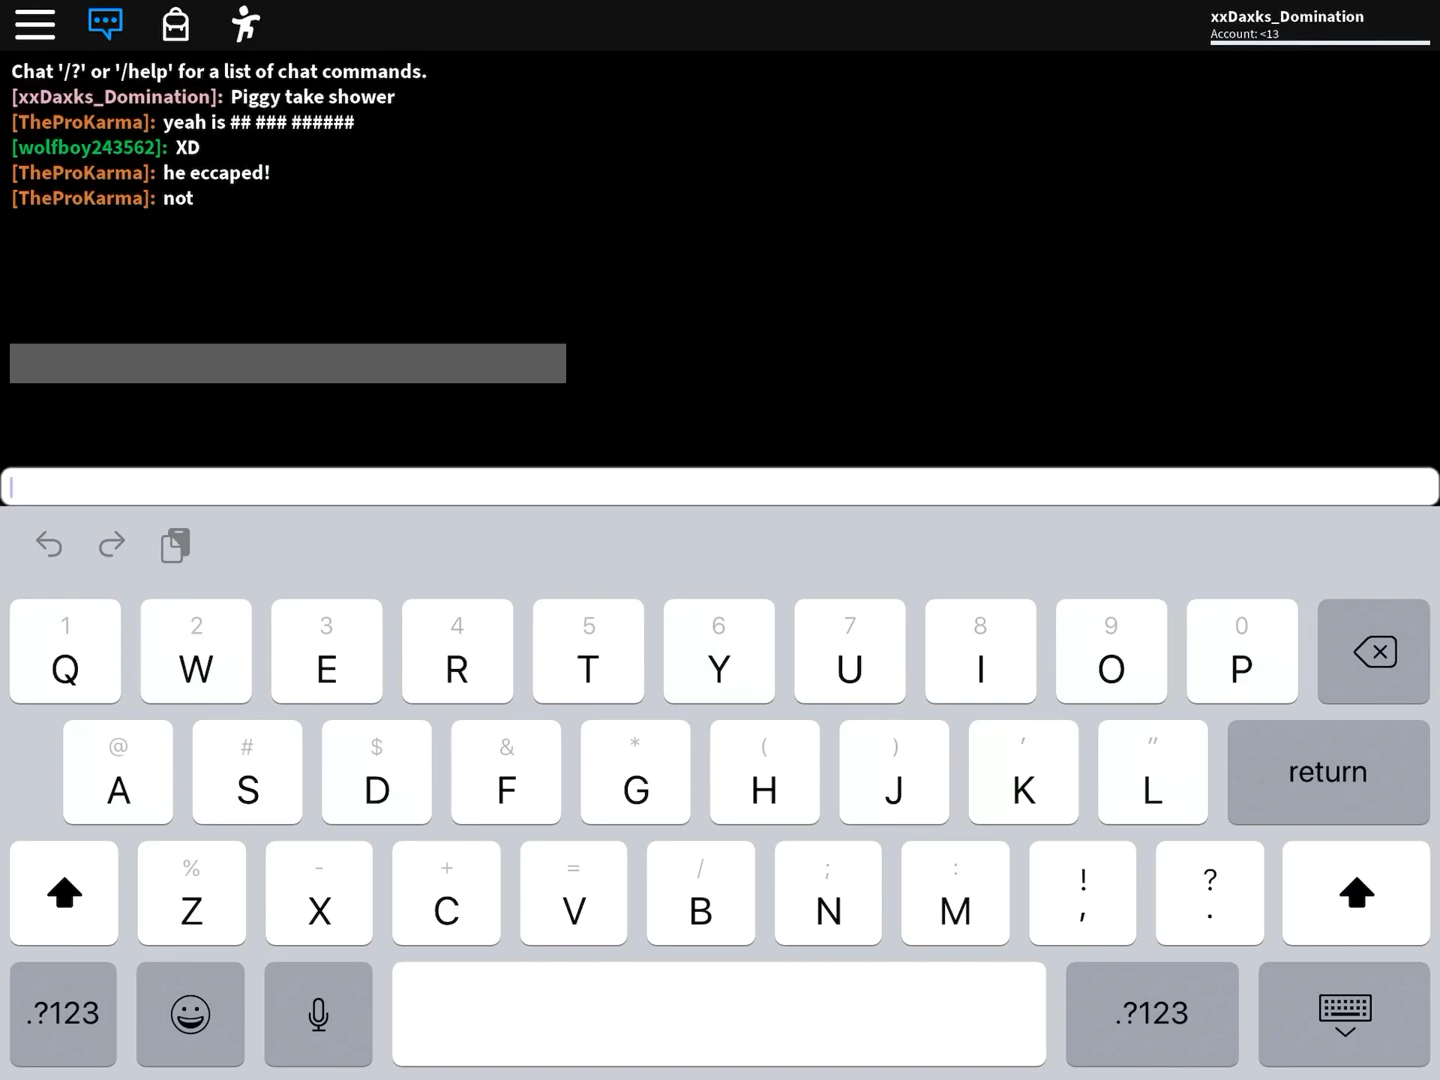 xxDaxks_Domination
Account: <13
Chat '/?' or '/help' for a list of chat commands.
[xxDaxks_Domination]: Piggy take shower
[TheProKarma]: yeah is ## ### ######
[wolfboy243562]: XD
[TheProKarma]: he eccaped!
[TheProKarma]: not
1 2 3 4 5 6 7 8 9 0
Q W E R T Y U I O P
@ # $ & * ( ) ' "
A S D F G H J K L return
% - + = / ; : ! ?
Z X C V B N M , .
.?123 .?123